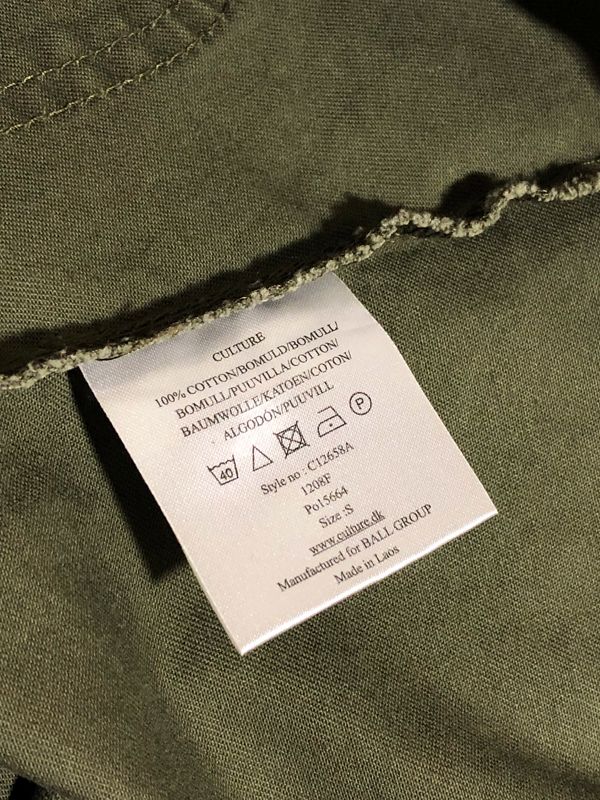 CULTURE
100% COTTON/BOMULD/BOMULL/
BOMULL/PUUVILLA/COTTON/
BAUMWOLLE/KATOEN/COTON/
ALGODÓN/PUUVILL
40 P
Style no : C12658A
1208F
Po15664
Size :S
www.culture.dk
Manufactured for BALL GROUP
Made in Laos